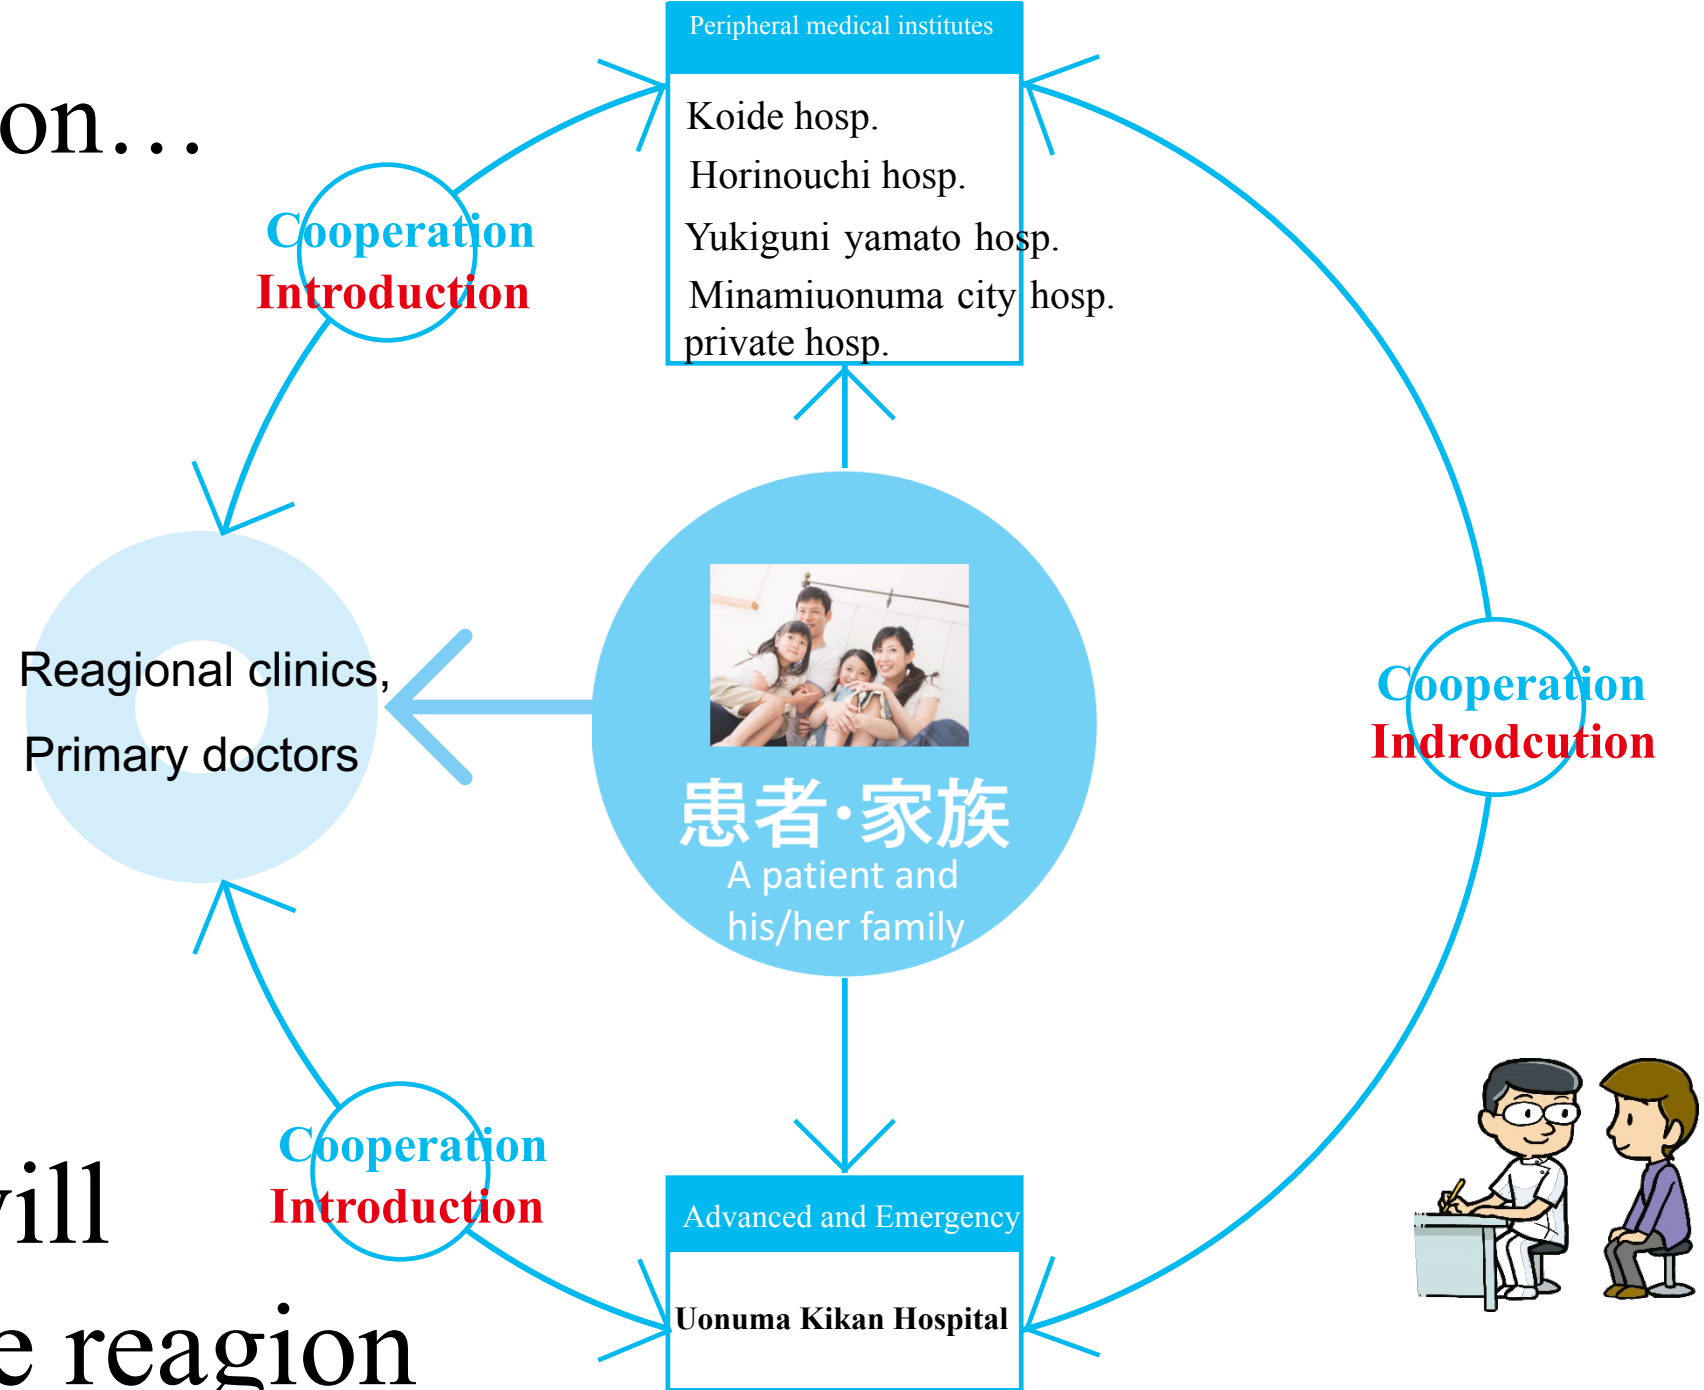 Peripheral medical institutes
on…
Koide hosp.
Horinouchi hosp.
Yukiguni yamato hosp.
Minamiuonuma city hosp.
private hosp.
Cooperation
Introduction
Reagional clinics,
Primary doctors
患者・家族
A patient and
his/her family
Cooperation
Indrodcution
Cooperation
Introduction
will
Advanced and Emergency
Uonuma Kikan Hospital
e reagion